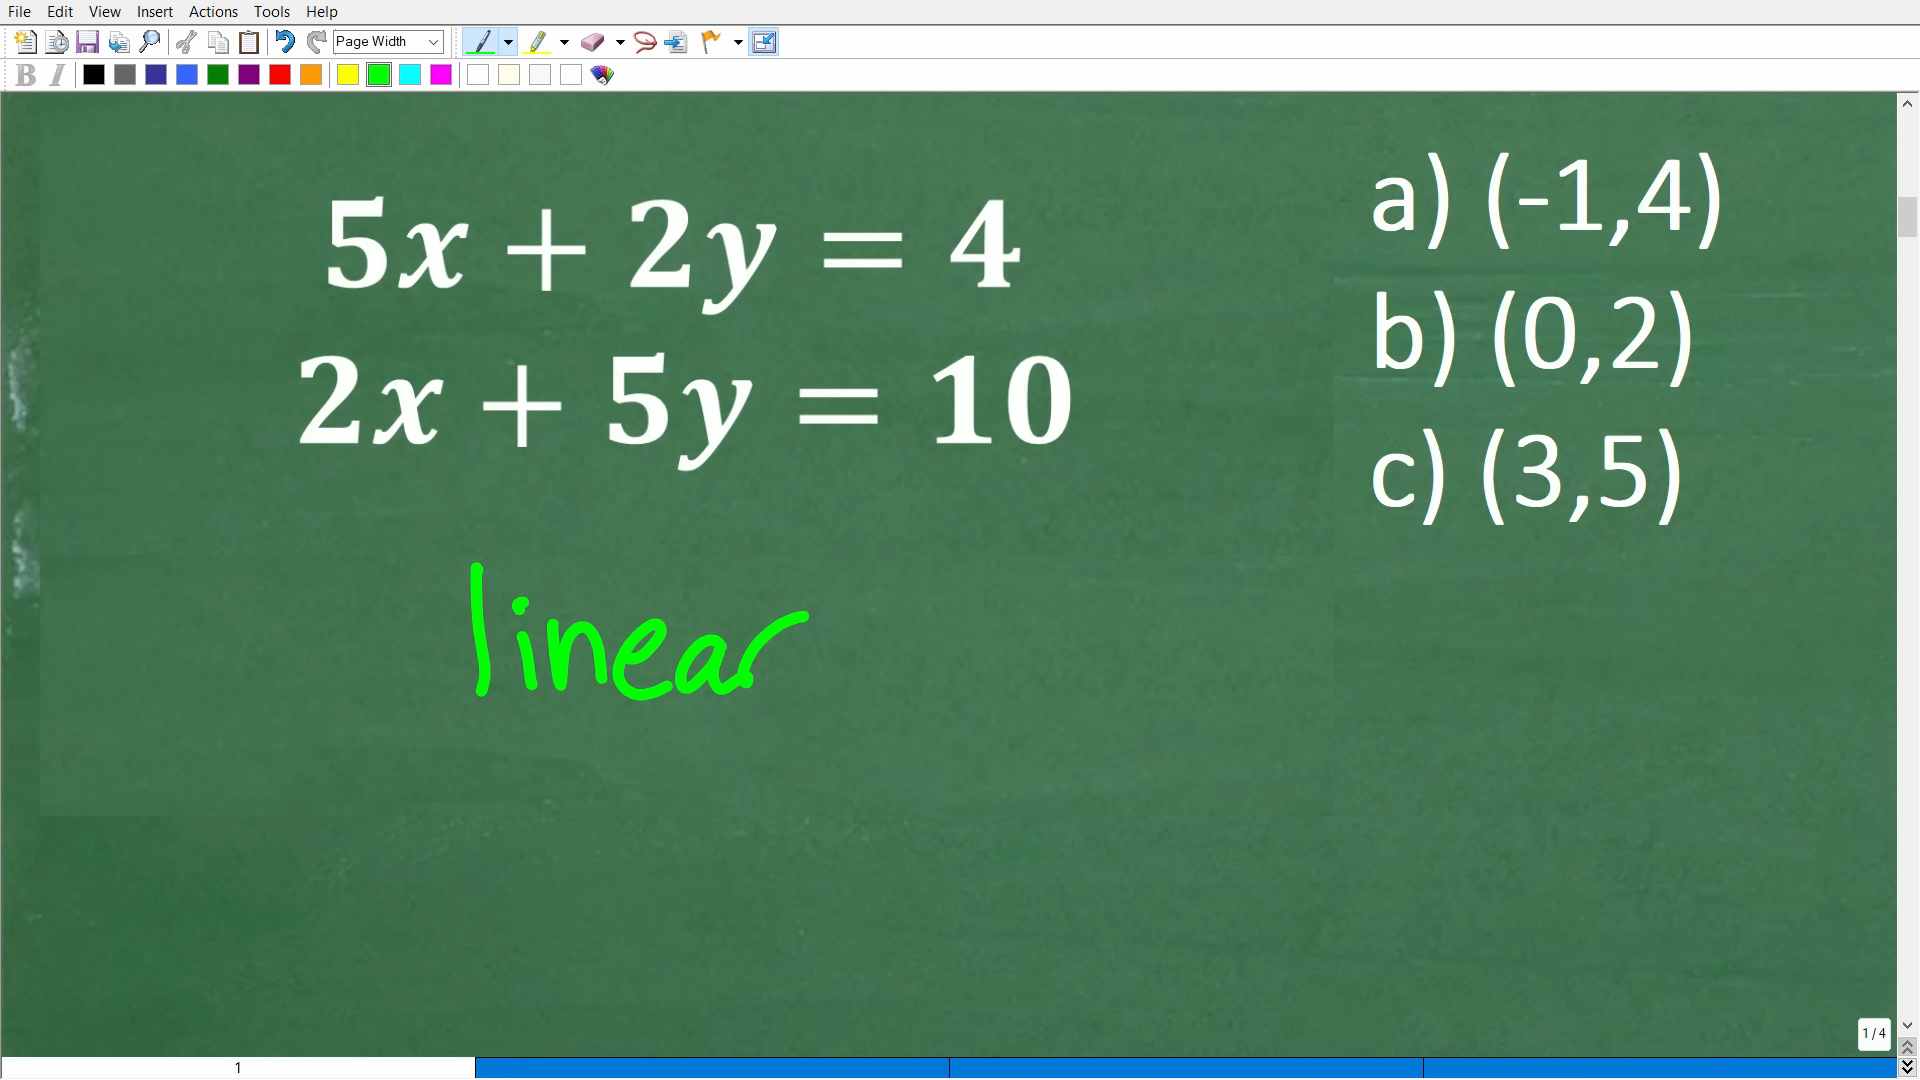 File Edit View Insert Actions Tools Help
Page Width
B I
5x + 2y = 4
2x + 5y = 10
a) (-1,4)
b) (0,2)
c) (3,5)
linear
1 / 4
1